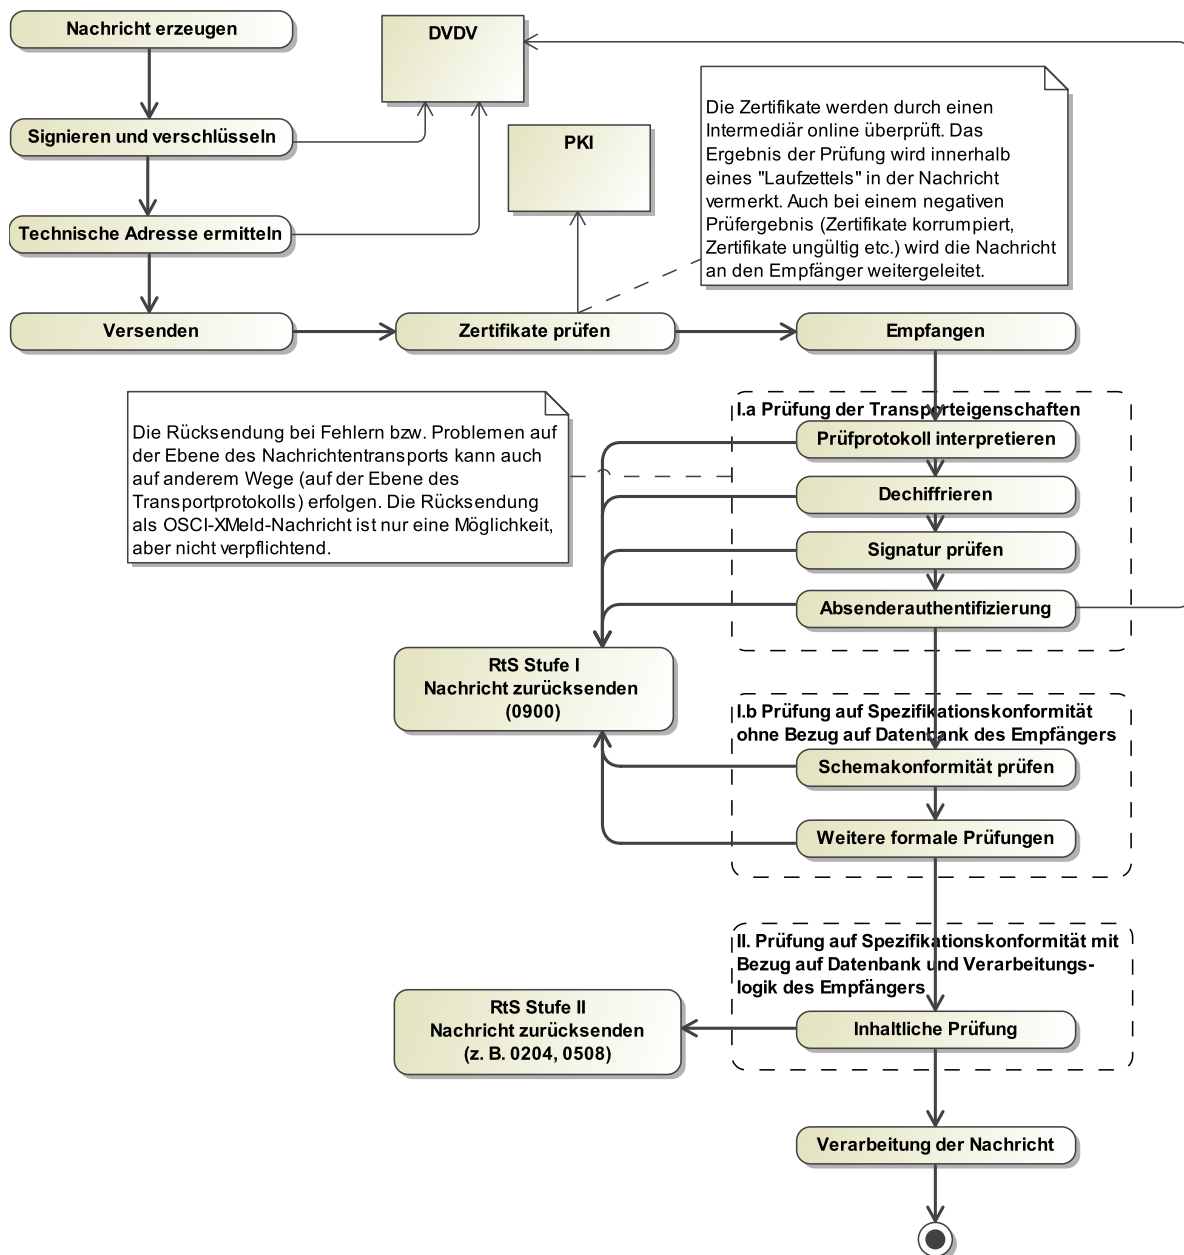 Nachricht erzeugen
DVDV
Signieren und verschlüsseln
PKI
Die Zertifikate werden durch einen
Intermediär online überprüft. Das
Ergebnis der Prüfung wird innerhalb
eines "Laufzettels" in der Nachricht
vermerkt. Auch bei einem negativen
Prüfergebnis (Zertifikate korrumpiert,
Zertifikate ungültig etc.) wird die Nachricht
an den Empfänger weitergeleitet.
Technische Adresse ermitteln
Versenden
Zertifikate prüfen
Empfangen
Die Rücksendung bei Fehlern bzw. Problemen auf
der Ebene des Nachrichtentransports kann auch
auf anderem Wege (auf der Ebene des
Transportprotokolls) erfolgen. Die Rücksendung
als OSCI-XMeld-Nachricht ist nur eine Möglichkeit,
aber nicht verpflichtend.
I.a Prüfung der Transporteigenschaften
Prüfprotokoll interpretieren
Dechiffrieren
Signatur prüfen
Absenderauthentifizierung
RtS Stufe I
Nachricht zurücksenden
(0900)
I.b Prüfung auf Spezifikationskonformität
ohne Bezug auf Datenbank des Empfängers
Schemakonformität prüfen
Weitere formale Prüfungen
II. Prüfung auf Spezifikationskonformität mit
Bezug auf Datenbank und Verarbeitungs-
logik des Empfängers
RtS Stufe II
Nachricht zurücksenden
(z. B. 0204, 0508)
Inhaltliche Prüfung
Verarbeitung der Nachricht